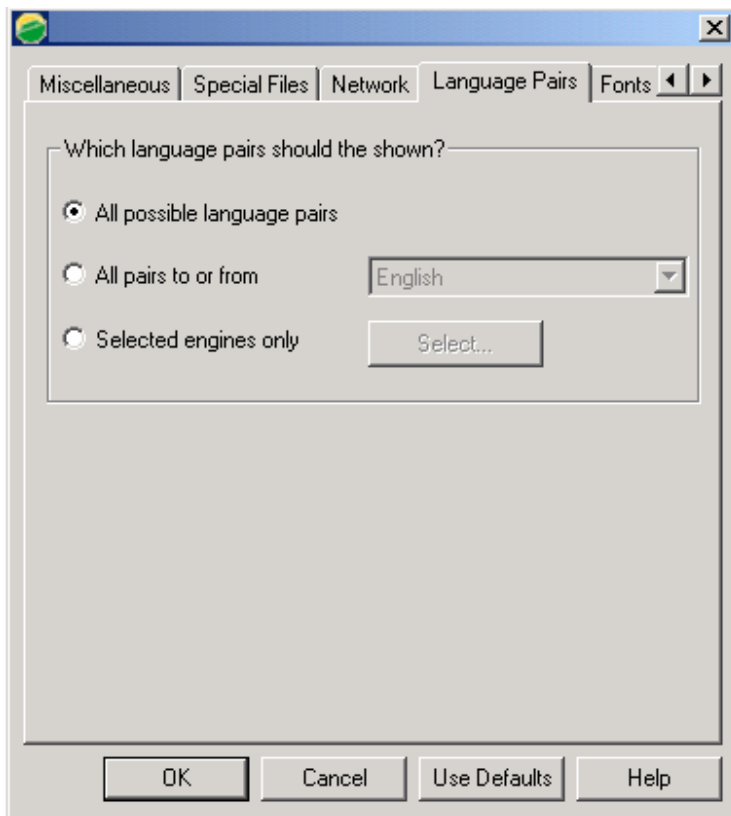 Miscellaneous Special Files Network Language Pairs Fonts
Which language pairs should the shown?
All possible language pairs
All pairs to or from English
Selected engines only Select...
OK Cancel Use Defaults Help